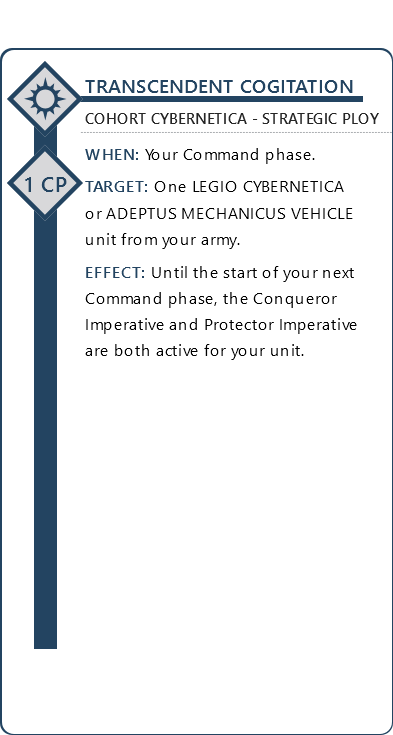 TRANSCENDENT COGITATION
COHORT CYBERNETICA - STRATEGIC PLOY
WHEN: Your Command phase.
1 CP
TARGET: One LEGIO CYBERNETICA
or ADEPTUS MECHANICUS VEHICLE
unit from your army.
EFFECT: Until the start of your next
Command phase, the Conqueror
Imperative and Protector Imperative
are both active for your unit.